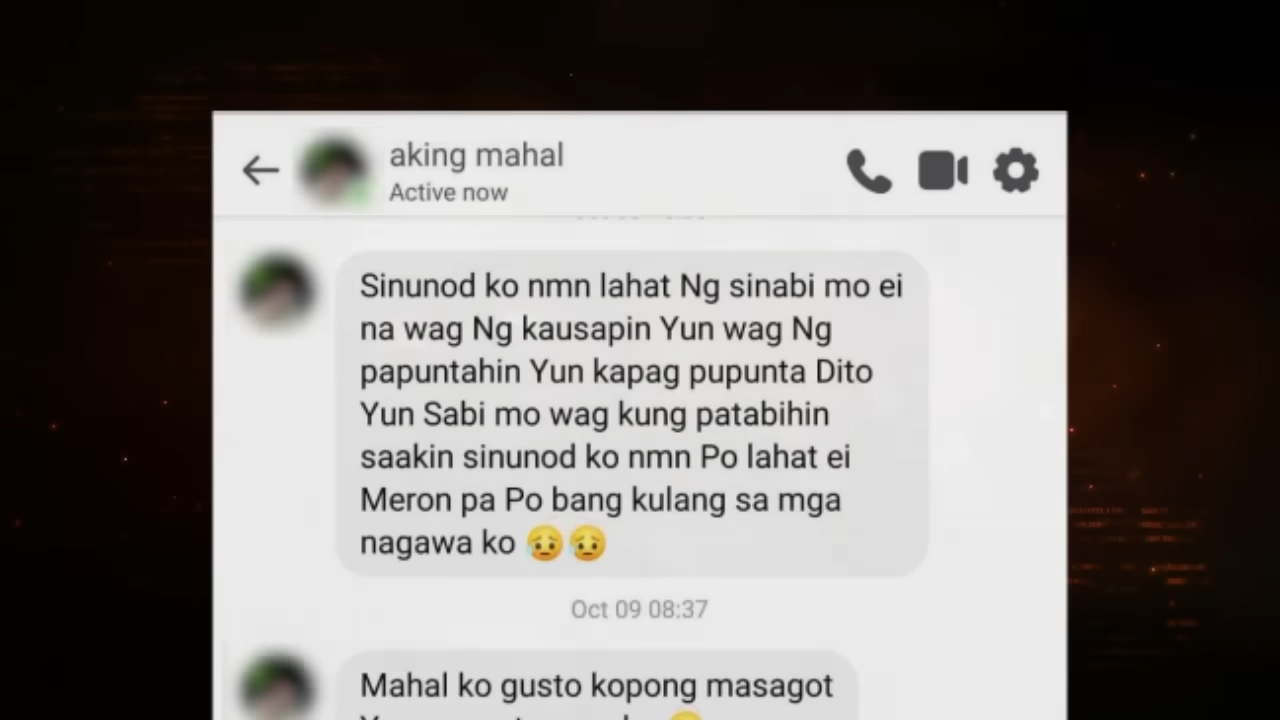 aking mahal
Active now
Sinunod ko nmn lahat Ng sinabi mo ei
na wag Ng kausapin Yun wag Ng
papuntahin Yun kapag pupunta Dito
Yun Sabi mo wag kung patabihin
saakin sinunod ko nmn Po lahat ei
Meron pa Po bang kulang sa mga
nagawa ko 😥😥
Oct 09 08:37
Mahal ko gusto kopong masagot